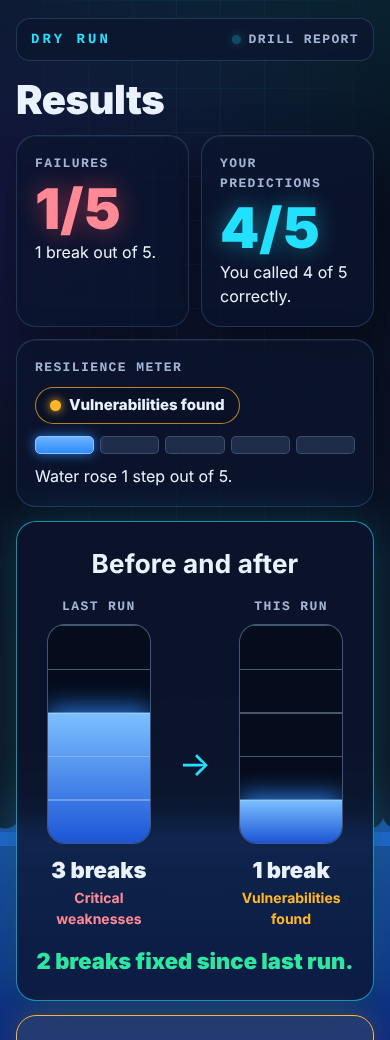 DRY RUN
DRILL REPORT
Results
FAILURES
1/5
1 break out of 5.
YOUR
PREDICTIONS
4/5
You called 4 of 5
correctly.
RESILIENCE METER
Vulnerabilities found
Water rose 1 step out of 5.
Before and after
LAST RUN
THIS RUN
→
3 breaks
Critical
weaknesses
1 break
Vulnerabilities
found
2 breaks fixed since last run.